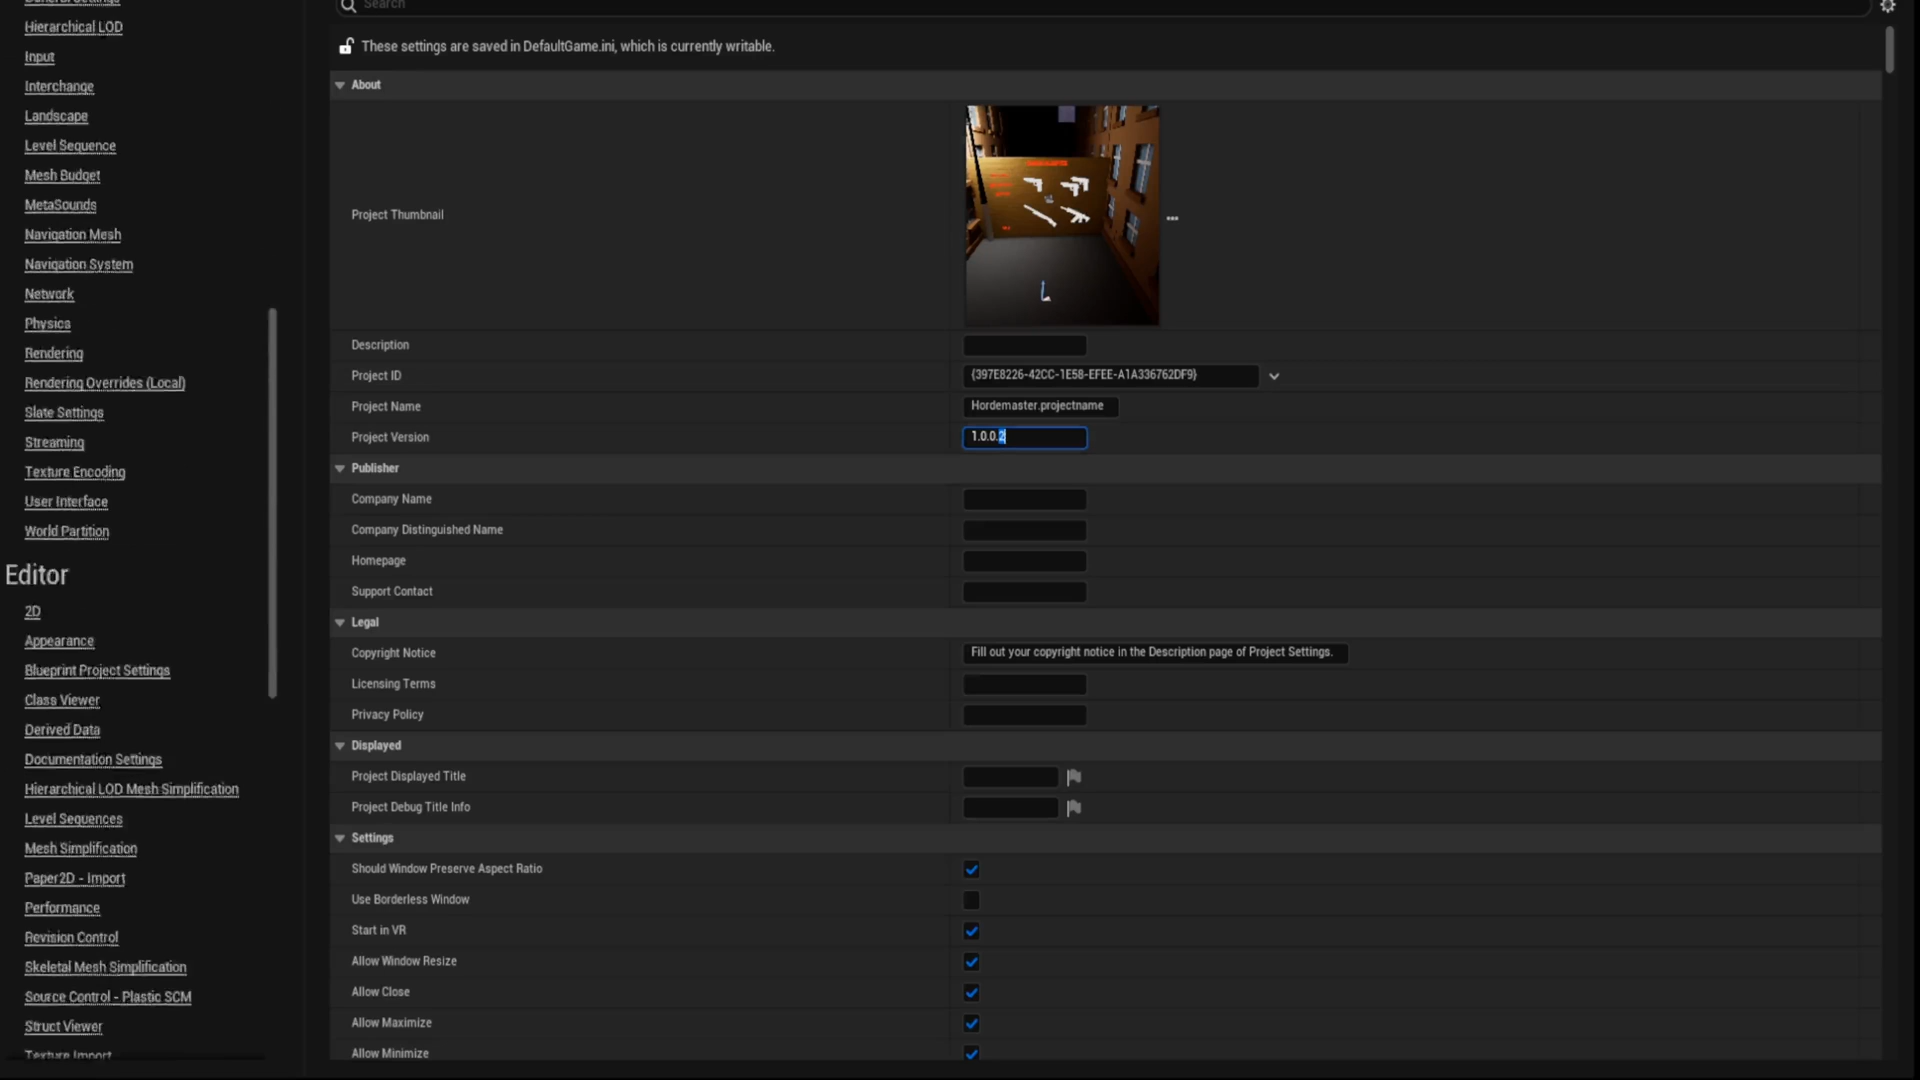 General Settings
Hierarchical LOD
Input
Interchange
Landscape
Level Sequence
Mesh Budget
MetaSounds
Navigation Mesh
Navigation System
Network
Physics
Rendering
Rendering Overrides (Local)
Slate Settings
Streaming
Texture Encoding
User Interface
World Partition
Editor
2D
Appearance
Blueprint Project Settings
Class Viewer
Derived Data
Documentation Settings
Hierarchical LOD Mesh Simplification
Level Sequences
Mesh Simplification
Paper2D - Import
Performance
Revision Control
Skeletal Mesh Simplification
Source Control - Plastic SCM
Struct Viewer
Texture Import
Search
These settings are saved in DefaultGame.ini, which is currently writable.
About
Project Thumbnail
Description
Project ID {397E8226-42CC-1E58-EFEE-A1A336762DF9}
Project Name Hordemaster.projectname
Project Version 1.0.0.2
Publisher
Company Name
Company Distinguished Name
Homepage
Support Contact
Legal
Copyright Notice Fill out your copyright notice in the Description page of Project Settings.
Licensing Terms
Privacy Policy
Displayed
Project Displayed Title
Project Debug Title Info
Settings
Should Window Preserve Aspect Ratio
Use Borderless Window
Start in VR
Allow Window Resize
Allow Close
Allow Maximize
Allow Minimize